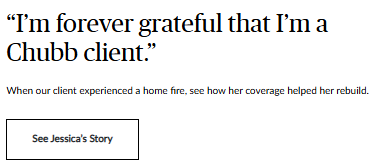 “I’m forever grateful that I’m a
Chubb client.”
When our client experienced a home fire, see how her coverage helped her rebuild.
See Jessica’s Story